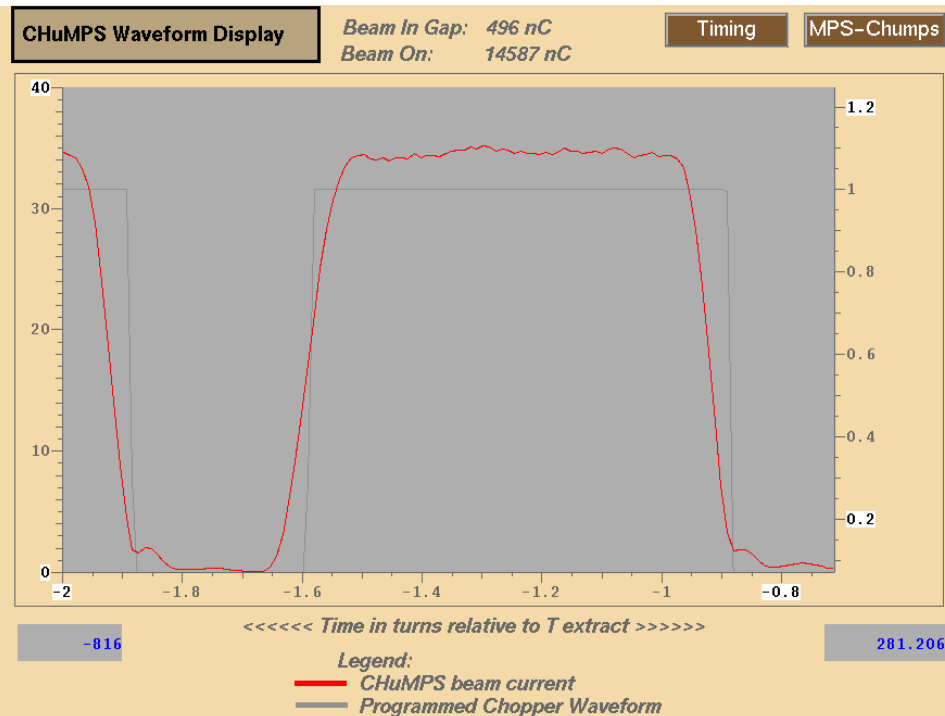 CHuMPS Waveform Display
Beam In Gap: 496 nC
Beam On: 14587 nC
Timing
MPS-Chumps
40
30
20
10
0
1.2
1
0.8
0.6
0.4
0.2
-2 -1.8 -1.6 -1.4 -1.2 -1 -0.8
<<<<<< Time in turns relative to T extract >>>>>>
-816
281.206
Legend:
CHuMPS beam current
Programmed Chopper Waveform